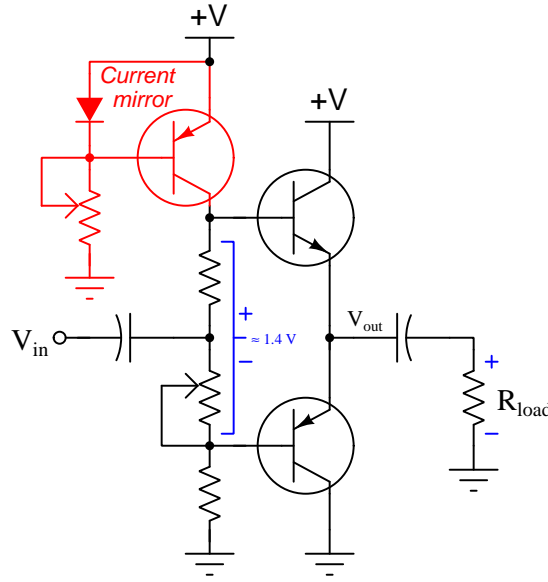 +V
Current
mirror
+V
V_in
+
≈ 1.4 V
−
V_out
+
R_load
−